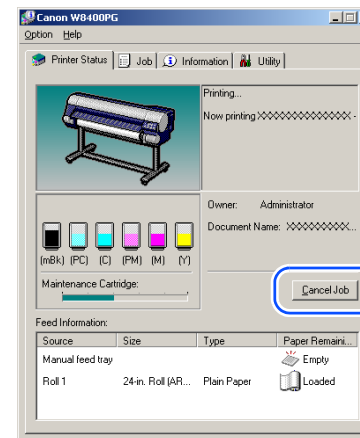 Canon W8400PG
Option Help
Printer Status Job Information Utility
Printing...
Now printing XXXXXXXXXXXXXX -
Owner: Administrator
Document Name: XXXXXXXXX...
(mBk) (PC) (C) (PM) (M) (Y)
Maintenance Cartridge:
Cancel Job
Feed Information:
Source Size Type Paper Remaini...
Manual feed tray Empty
Roll 1 24-in. Roll (AR... Plain Paper Loaded